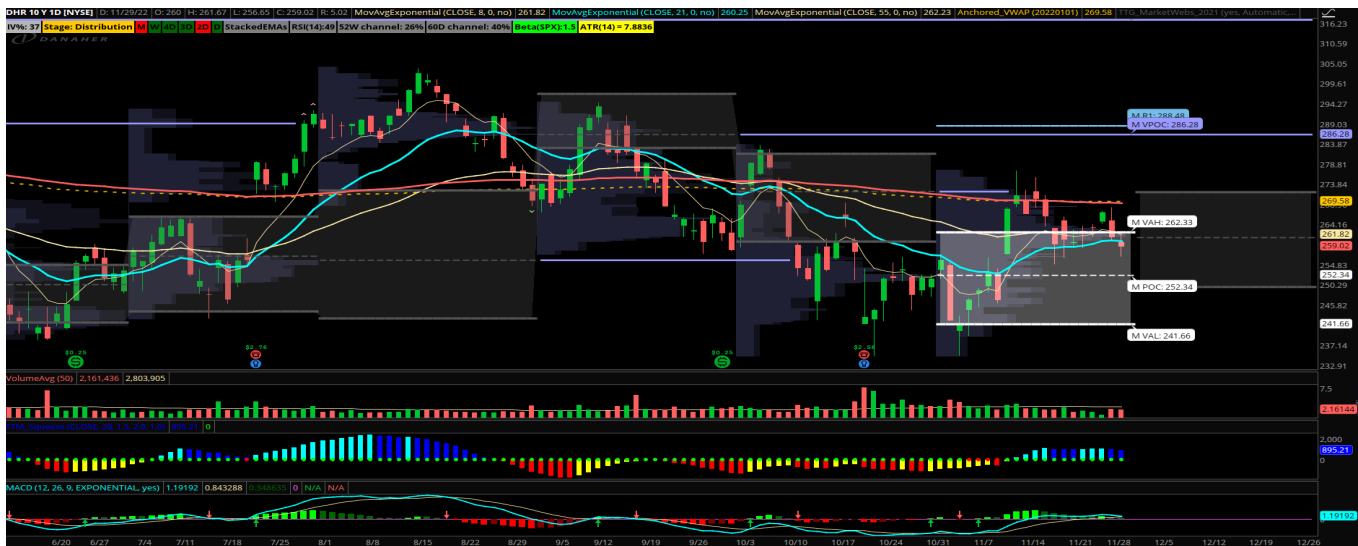 DHR 10 Y 1D [NYSE] D: 11/29/22 O: 260 H: 261.67 L: 256.65 C: 259.02 R: 5.02 MovAvgExponential (CLOSE, 8, 0, no) 261.82 MovAvgExponential (CLOSE, 21, 0, no) 260.25 MovAvgExponential (CLOSE, 55, 0, no) 262.23 Anchored_VWAP (20220101) 269.58 TTG_MarketWebs_2021 (yes, Automatic...
IV%: 37 Stage: Distribution M W 4D 3D 2D D StackedEMAs RSI(14):49 52W channel: 26% 60D channel: 40% Beta(SPX):1.5 ATR(14) = 7.8836
DANAHER
316.23
310.59
305.05
299.61
294.27
M R1: 288.48
289.03
M VPOC: 286.28
286.28
283.87
278.81
273.84
269.58
264.16
M VAH: 262.33
261.82
259.02
254.83
252.34
M POC: 252.34
250.29
245.82
241.66
M VAL: 241.66
237.14
232.91
$0.25 $2.76 $0.25 $2.56
VolumeAvg (50) 2,161,436 2,803,905
7.5
2.16144
TTM_Squeeze (CLOSE, 20, 1.5, 2.0, 1.0) 895.21 0
2,000
895.21
0
MACD (12, 26, 9, EXPONENTIAL, yes) 1.19192 0.843288 0.348635 0 N/A N/A
1.19192
6/20 6/27 7/4 7/11 7/18 7/25 8/1 8/8 8/15 8/22 8/29 9/5 9/12 9/19 9/26 10/3 10/10 10/17 10/24 10/31 11/7 11/14 11/21 11/28 12/5 12/12 12/19 12/26